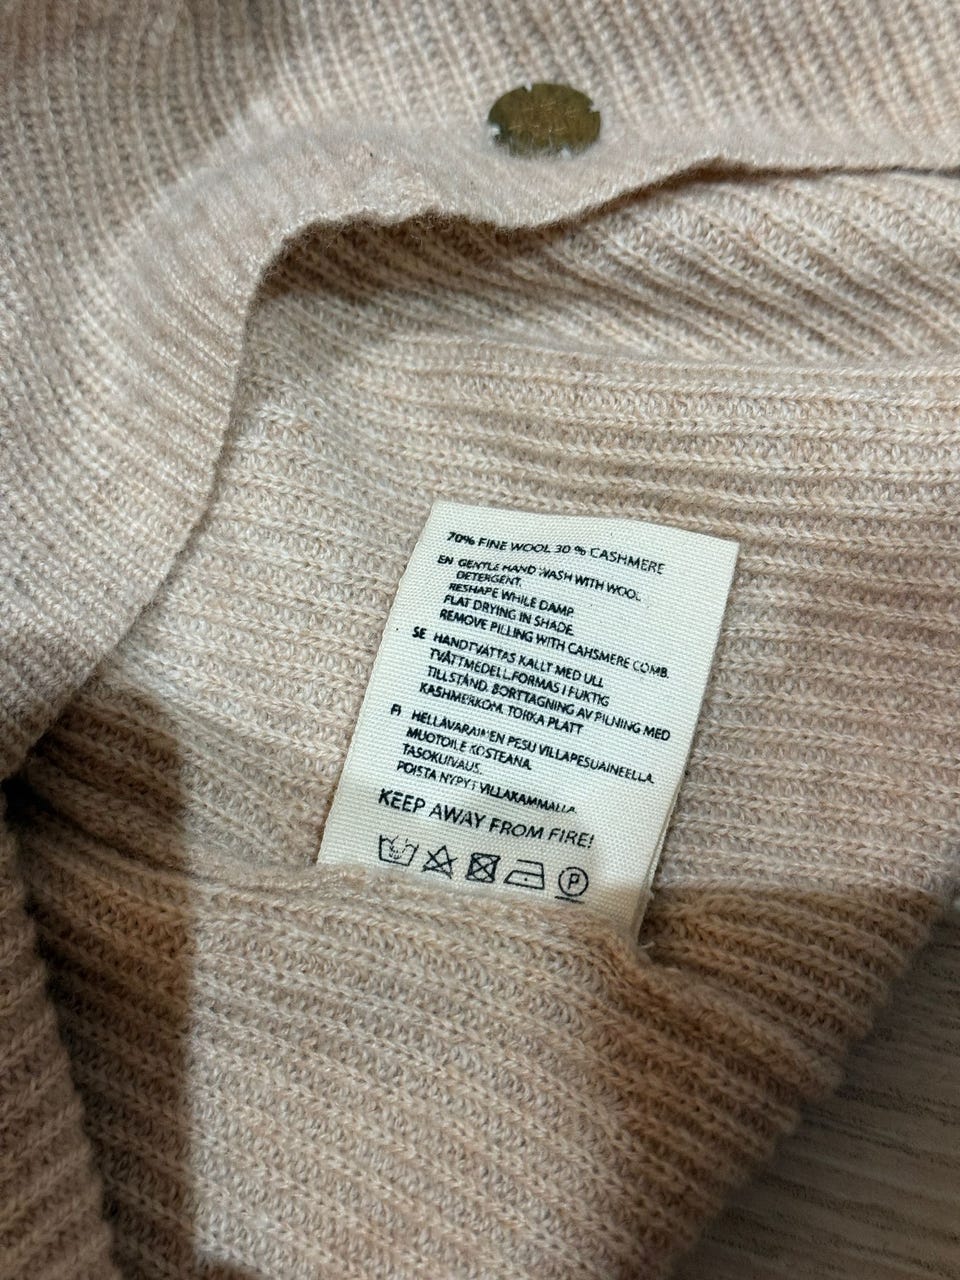 70% FINE WOOL 30 % CASHMERE
EN GENTLE HAND WASH WITH WOOL
DETERGENT.
RESHAPE WHILE DAMP.
FLAT DRYING IN SHADE.
REMOVE PILLING WITH CAHSMERE COMB.
SE HANDTVÄTTAS KALLT MED ULL
TVÄTTMEDELL.FORMAS I FUKTIG
TILLSTÅND. BORTTAGNING AV PILNING MED
KASHMERKOM. TORKA PLATT
FI HELLÄVARAINEN PESU VILLAPESUAINEELLA.
MUOTOILE KOSTEANA.
TASOKUIVAUS.
POISTA NYPYT VILLAKAMMALLA.
KEEP AWAY FROM FIRE!
P